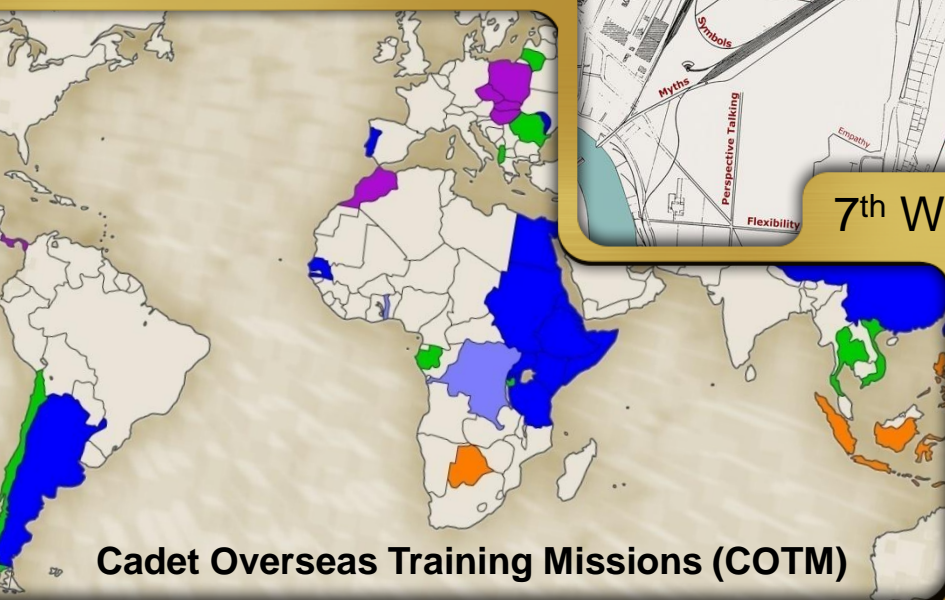 Symbols
Myths
Perspective Talking
Empathy
Flexibility
7th W
Cadet Overseas Training Missions (COTM)